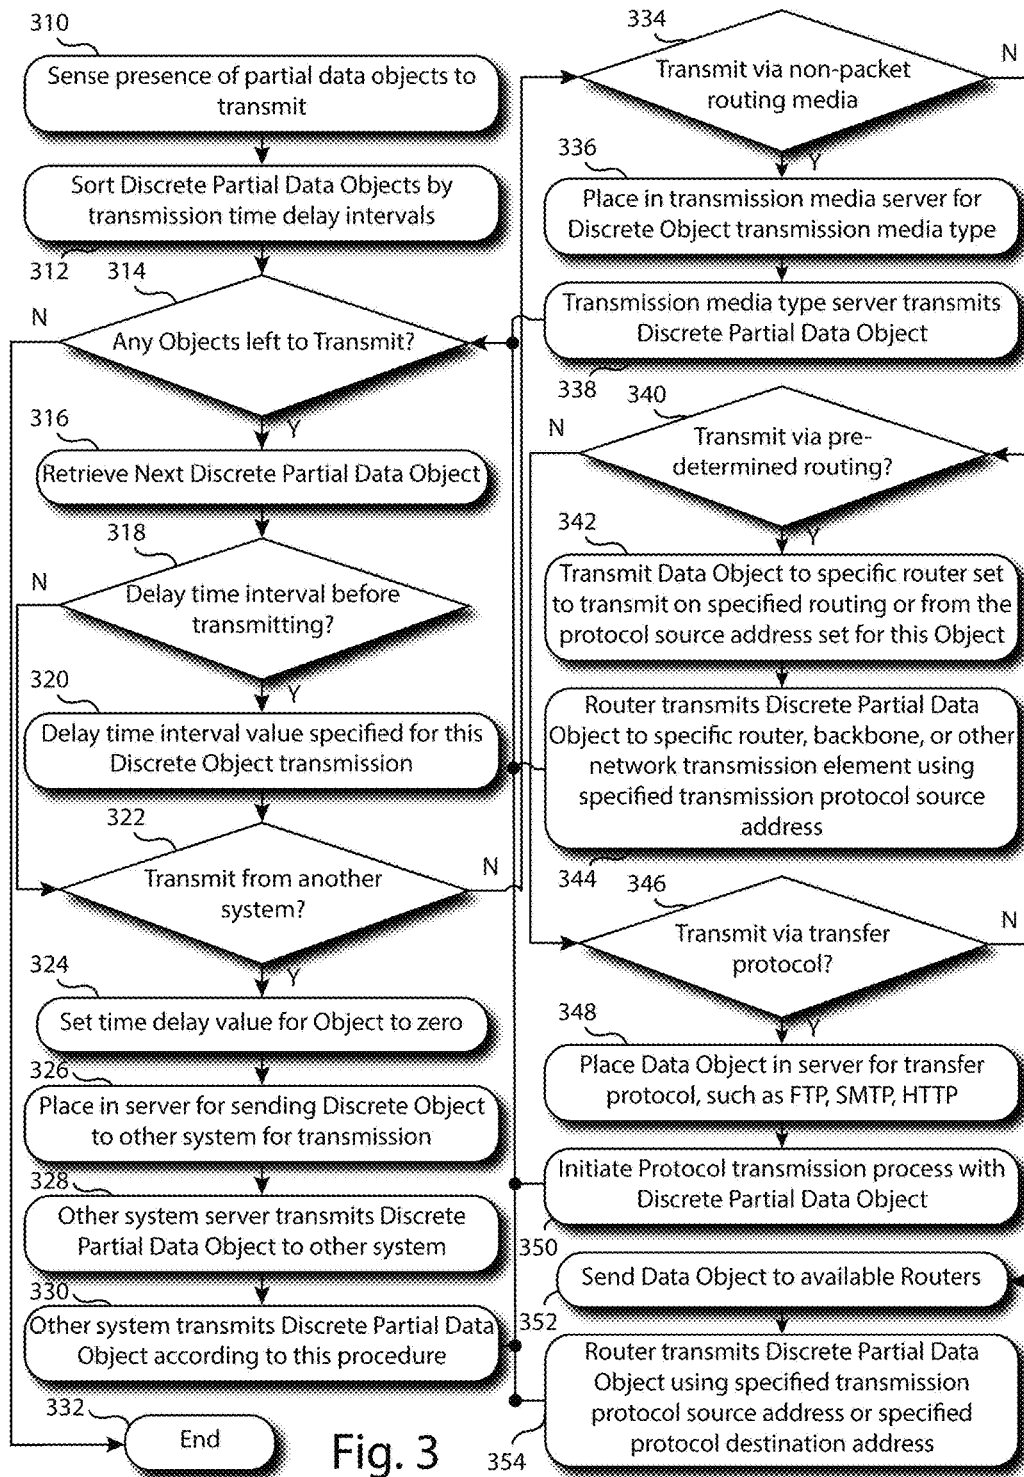 310
Sense presence of partial data objects to
transmit
Sort Discrete Partial Data Objects by
transmission time delay intervals
312
314
N
Any Objects left to Transmit?
Y
316
Retrieve Next Discrete Partial Data Object
318
N
Delay time interval before
transmitting?
Y
320
Delay time interval value specified for this
Discrete Object transmission
322
Transmit from another
system?
N
Y
324
Set time delay value for Object to zero
326
Place in server for sending Discrete Object
to other system for transmission
328
Other system server transmits Discrete
Partial Data Object to other system
330
Other system transmits Discrete Partial Data
Object according to this procedure
332
End
Fig. 3
334
N
Transmit via non-packet
routing media
Y
336
Place in transmission media server for
Discrete Object transmission media type
Transmission media type server transmits
Discrete Partial Data Object
338
340
N
Transmit via pre-
determined routing?
Y
342
Transmit Data Object to specific router set
to transmit on specified routing or from the
protocol source address set for this Object
Router transmits Discrete Partial Data
Object to specific router, backbone, or other
network transmission element using
specified transmission protocol source
address
344
346
N
Transmit via transfer
protocol?
Y
348
Place Data Object in server for transfer
protocol, such as FTP, SMTP, HTTP
Initiate Protocol transmission process with
Discrete Partial Data Object
350
Send Data Object to available Routers
352
Router transmits Discrete Partial Data
Object using specified transmission
protocol source address or specified
protocol destination address
354